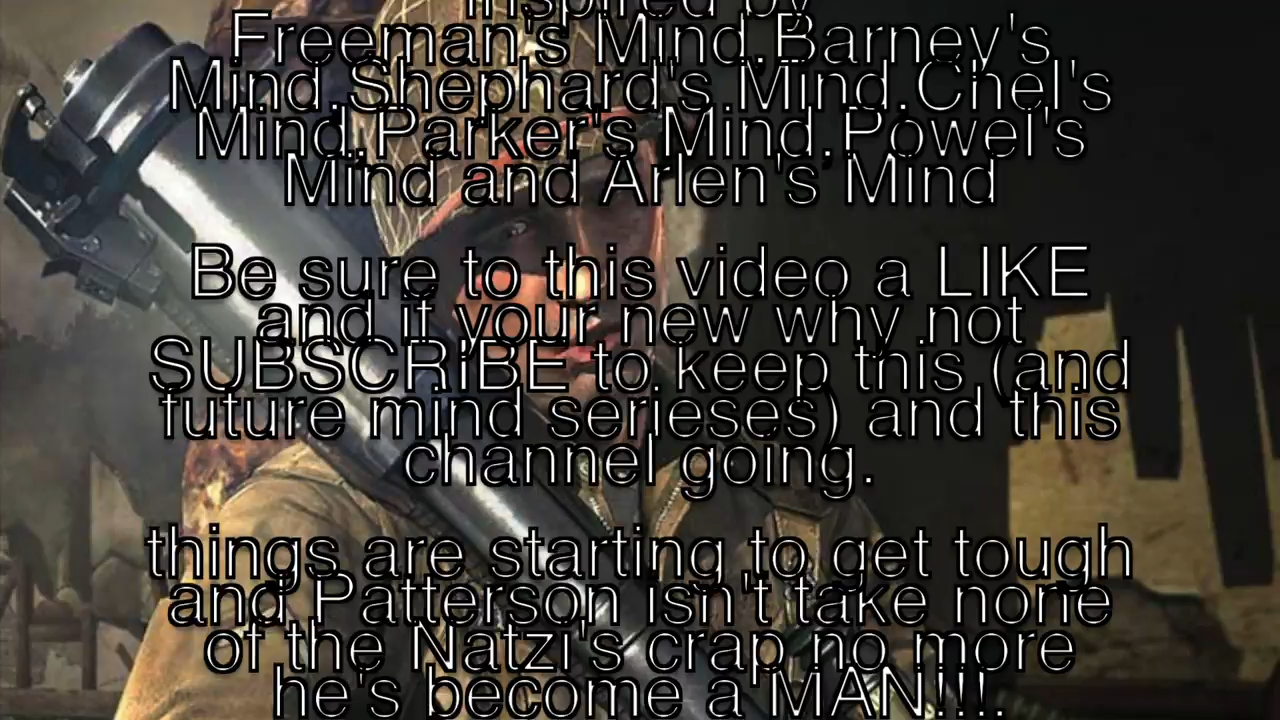 Inspired by
Freeman's Mind,Barney's
Mind,Shephard's Mind,Chel's
Mind,Parker's Mind,Powel's
Mind and Arlen's Mind
Be sure to this video a LIKE
and if your new why not
SUBSCRiBE to keep this (and
future mind serieses) and this
channel going.
things are starting to get tough
and Patterson isn't take none
of the Natzi's crap no more
he's become a MAN!!!.